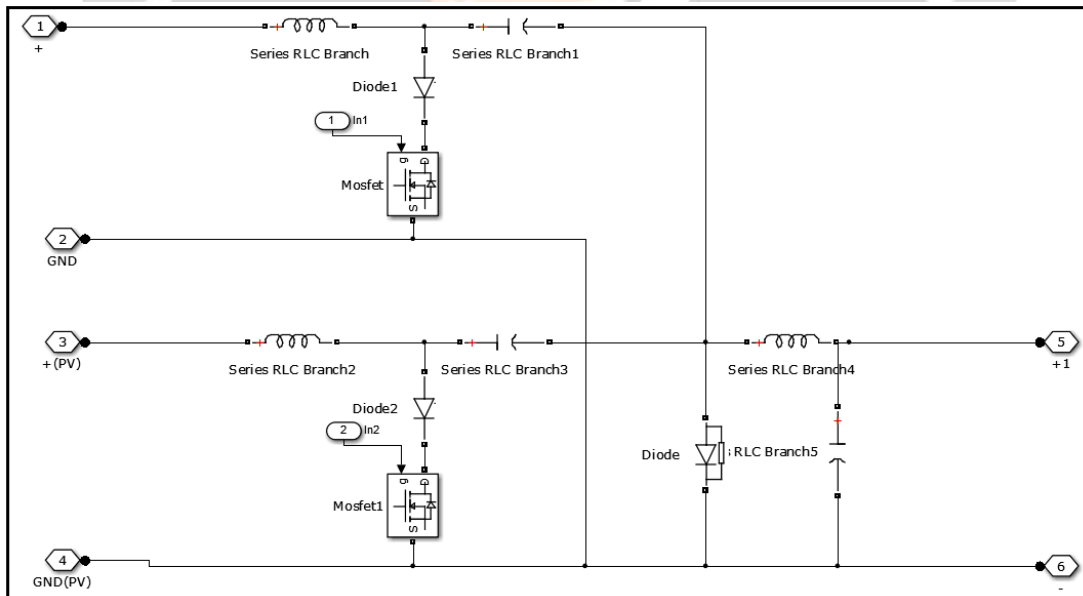 1
+
Series RLC Branch
Series RLC Branch1
Diode1
1
In1
g
D
Mosfet
S
2
GND
3
+(PV)
Series RLC Branch2
Series RLC Branch3
Series RLC Branch4
5
+1
Diode2
2
In2
g
D
Mosfet1
S
Diode
RLC Branch5
4
GND(PV)
6
-